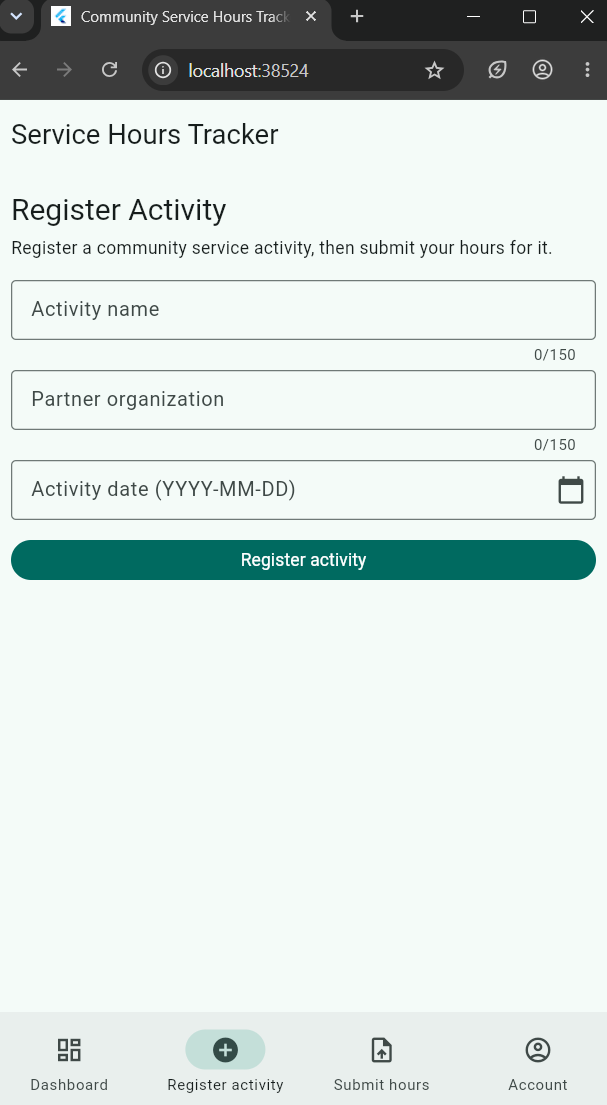 Community Service Hours Track
localhost:38524
Service Hours Tracker
Register Activity
Register a community service activity, then submit your hours for it.
Activity name
0/150
Partner organization
0/150
Activity date (YYYY-MM-DD)
Register activity
Dashboard Register activity Submit hours Account